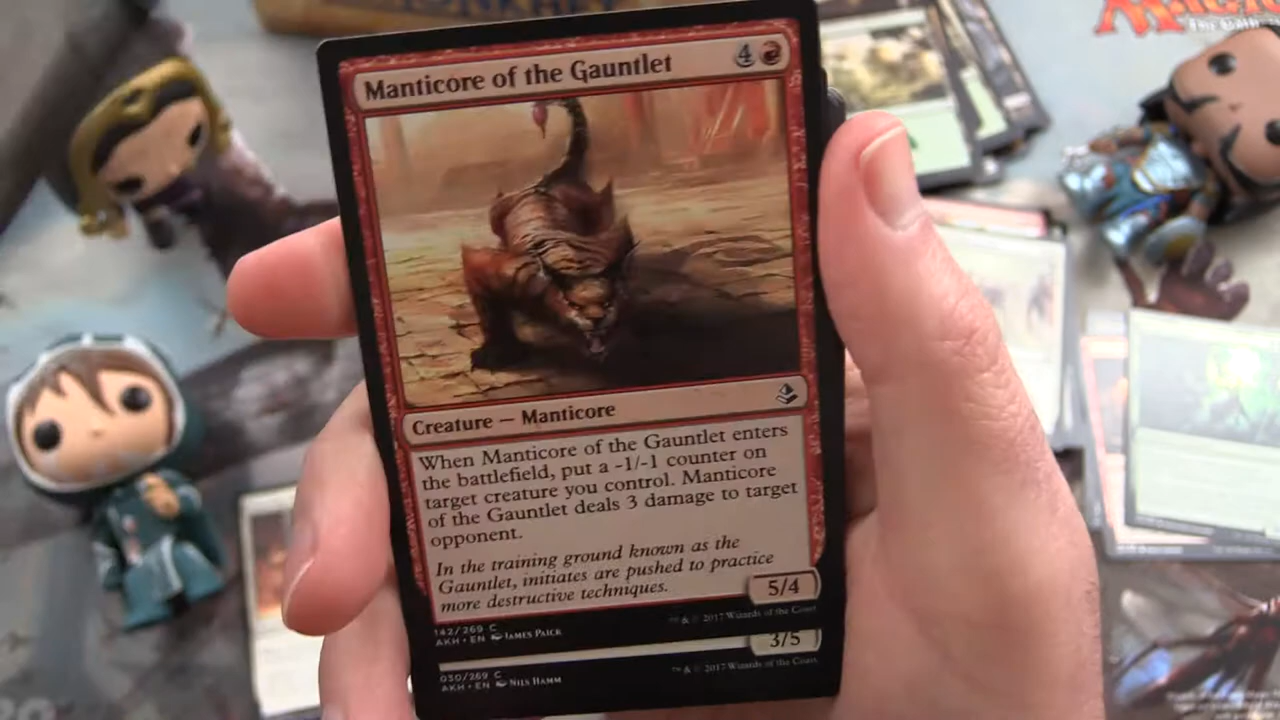 Manticore of the Gauntlet 4
Creature — Manticore
When Manticore of the Gauntlet enters
the battlefield, put a -1/-1 counter on
target creature you control. Manticore
of the Gauntlet deals 3 damage to target
opponent.
In the training ground known as the
Gauntlet, initiates are pushed to practice
more destructive techniques.
5/4
142/269 C
AKH • EN James Paick
™ & © 2017 Wizards of the Coast
3/5
030/269 C
AKH • EN Nils Hamm
™ & © 2017 Wizards of the Coast